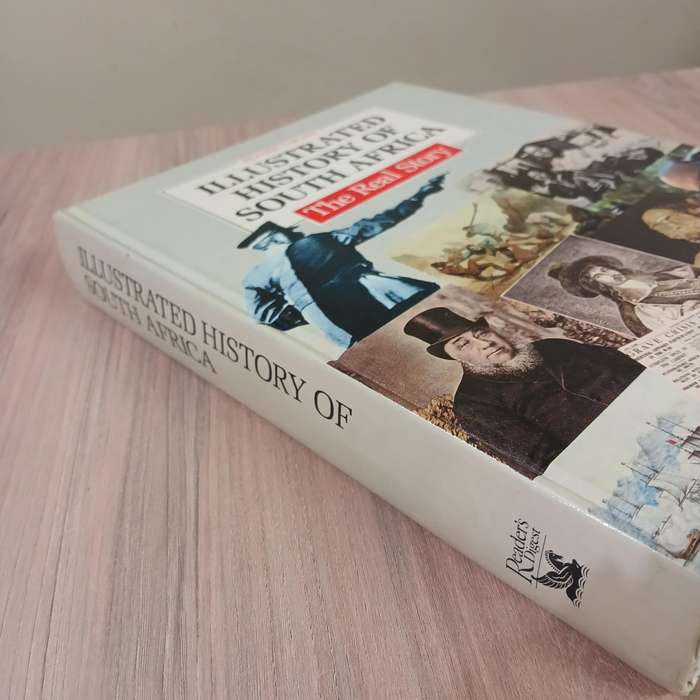 ILLUSTRATED
HISTORY OF
SOUTH AFRICA
The Real Story
ILLUSTRATED HISTORY OF
SOUTH AFRICA
Reader's
Digest